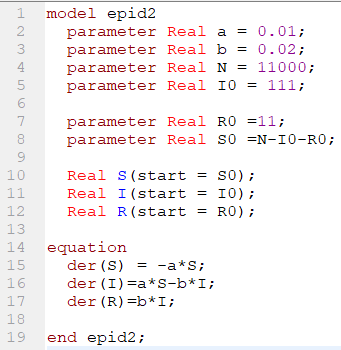 1 model epid2
2 parameter Real a = 0.01;
3 parameter Real b = 0.02;
4 parameter Real N = 11000;
5 parameter Real I0 = 111;
6
7 parameter Real R0 =11;
8 parameter Real S0 =N-I0-R0;
9
10 Real S(start = S0);
11 Real I(start = I0);
12 Real R(start = R0);
13
14 equation
15 der(S) = -a*S;
16 der(I)=a*S-b*I;
17 der(R)=b*I;
18
19 end epid2;